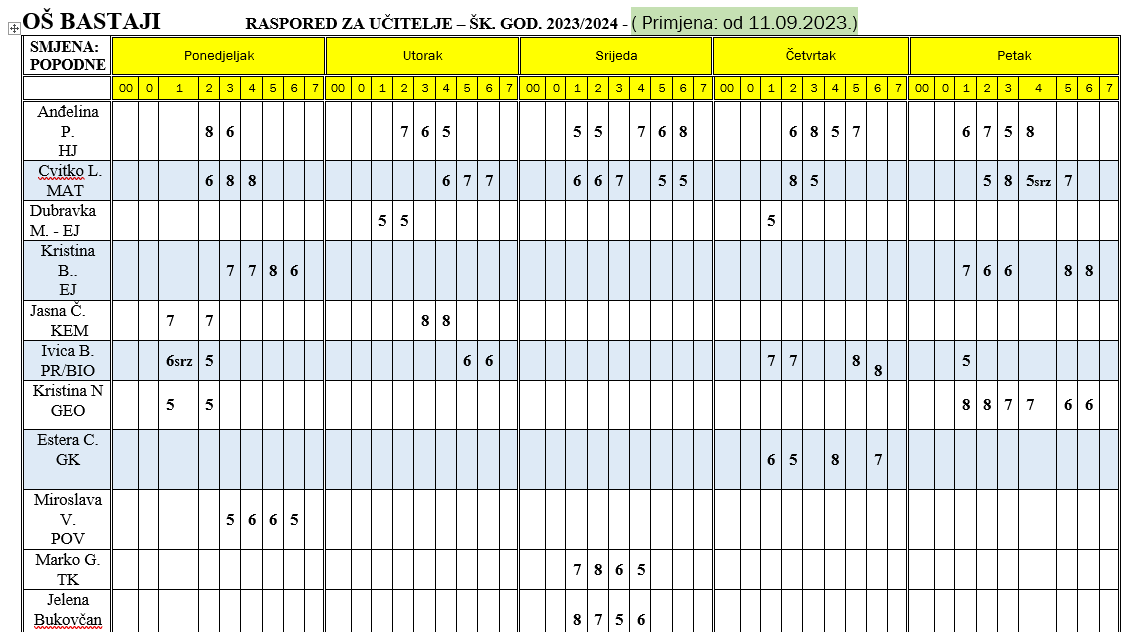 OŠ BASTAJI RASPORED ZA UČITELJE – ŠK. GOD. 2023/2024 - ( Primjena: od 11.09.2023.)
SMJENA:
POPODNE
Ponedjeljak Utorak Srijeda Četvrtak Petak
00 0 1 2 3 4 5 6 7 00 0 1 2 3 4 5 6 7 00 0 1 2 3 4 5 6 7 00 0 1 2 3 4 5 6 7 00 0 1 2 3 4 5 6 7
Anđelina
P.
HJ
8 6 7 6 5 5 5 7 6 8 6 8 5 7 6 7 5 8
Cvitko L.
MAT
6 8 8 6 7 7 6 6 7 5 5 8 5 5 8 5srz 7
Dubravka
M. - EJ
5 5 5
Kristina
B..
EJ
7 7 8 6 7 6 6 8 8
Jasna Č.
KEM
7 7 8 8
Ivica B.
PR/BIO
6srz 5 6 6 7 7 8 8 5
Kristina N
GEO
5 5 8 8 7 7 6 6
Estera C.
GK
6 5 8 7
Miroslava
V.
POV
5 6 6 5
Marko G.
TK
7 8 6 5
Jelena
Bukovčan
8 7 5 6